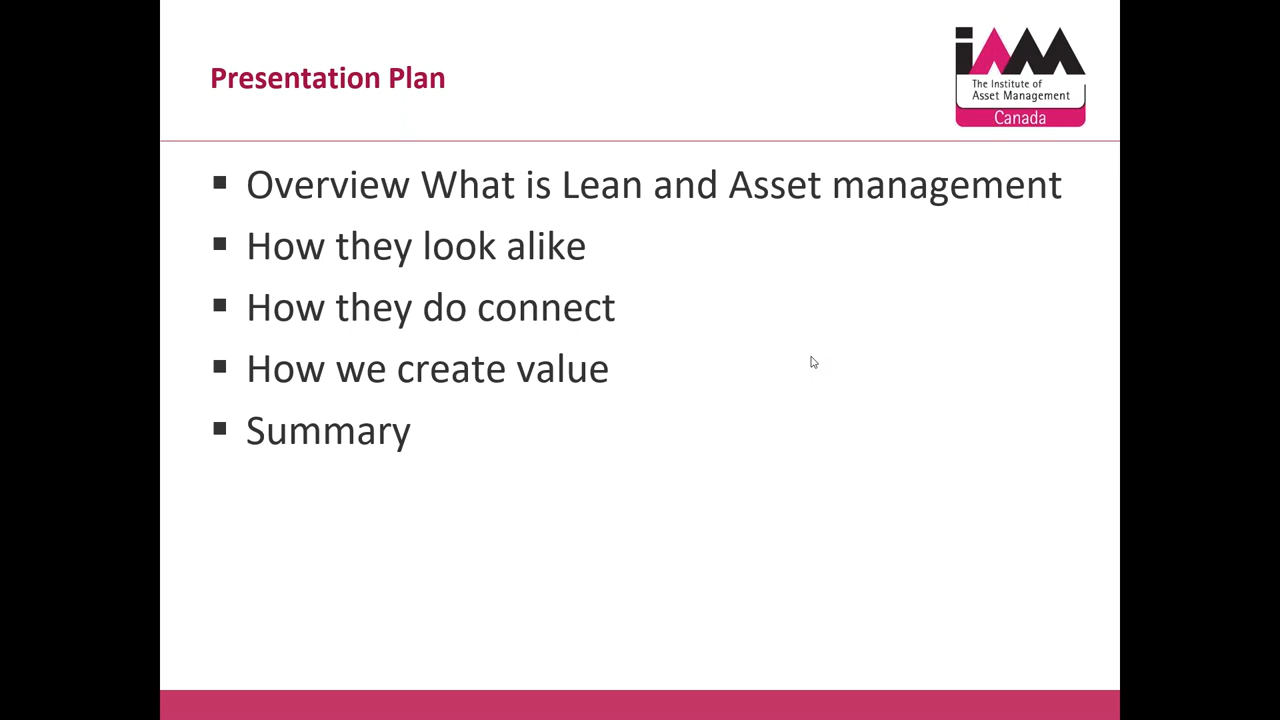 Presentation Plan
iAM
The Institute of
Asset Management
Canada
▪ Overview What is Lean and Asset management
▪ How they look alike
▪ How they do connect
▪ How we create value
▪ Summary